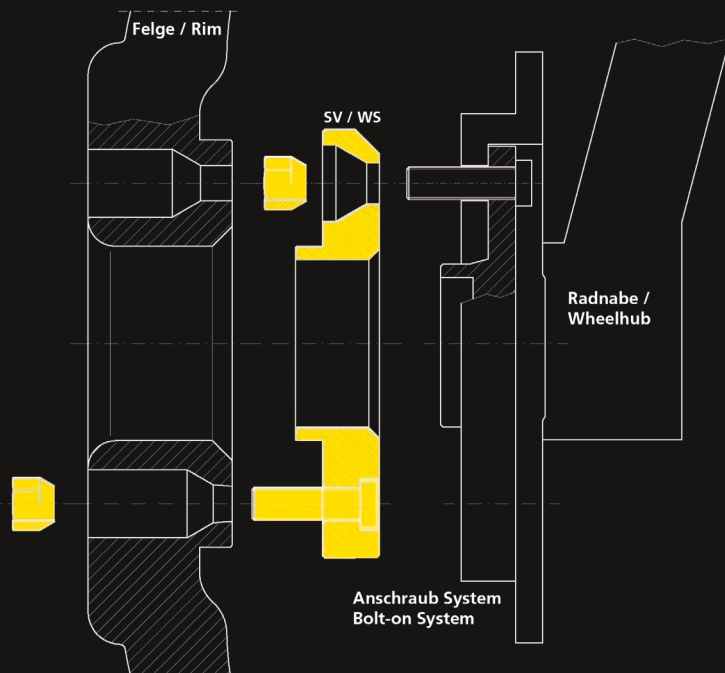 Felge / Rim
SV / WS
Radnabe /
Wheelhub
Anschraub System
Bolt-on System